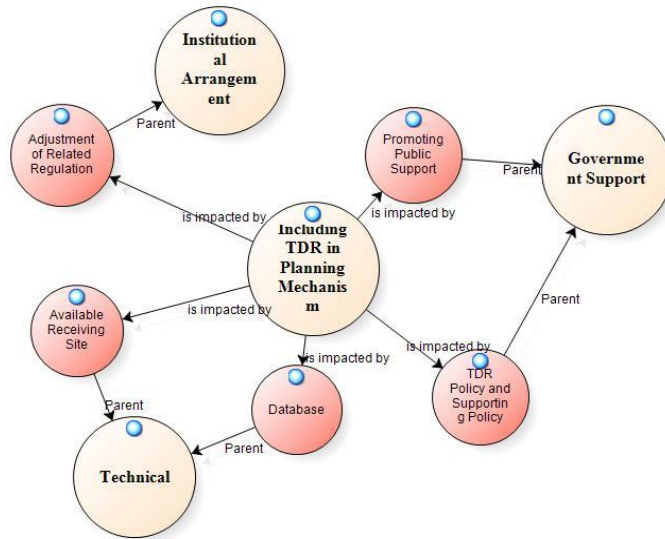 Institution
al
Arrangem
ent
Parent
Adjustment
of Related
Regulation
Promoting
Public
Support
Parent
Governme
nt Support
is impacted by
is impacted by
Including
TDR in
Planning
Mechanis
m
Parent
Available
Receiving
Site
is impacted by
is impacted by
is impacted by
TDR
Policy and
Supportin
g Policy
Parent
Database
Parent
Technical